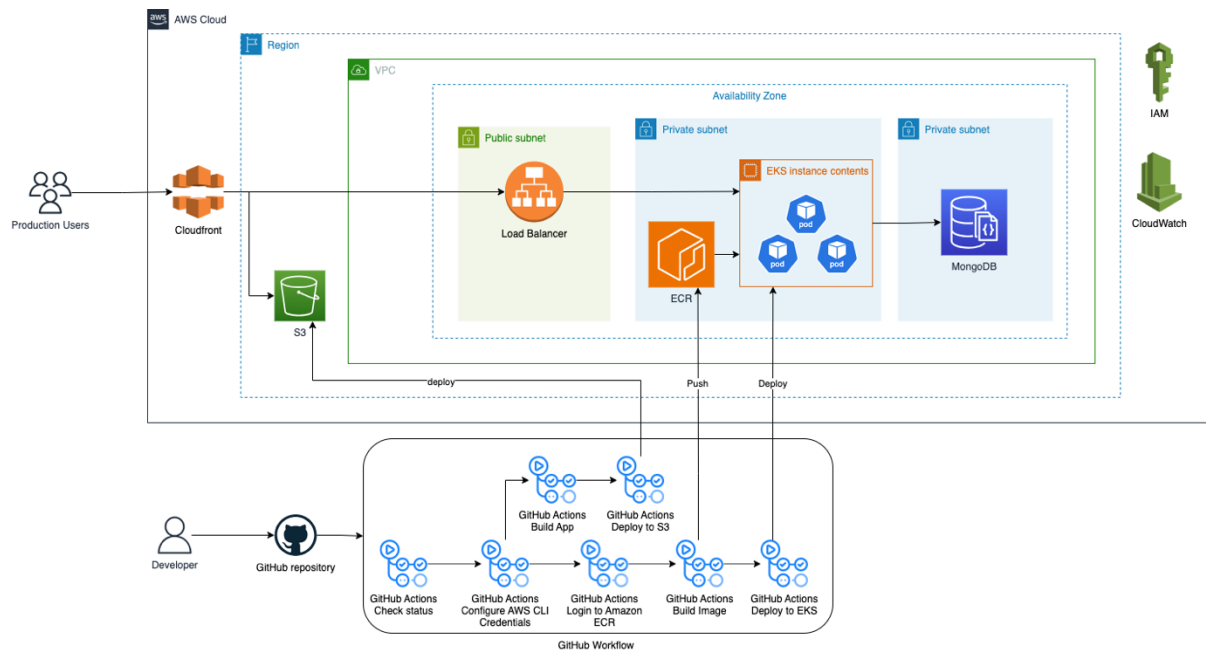 aws
AWS Cloud
Region
VPC
Availability Zone
IAM
Public subnet
Private subnet
Private subnet
EKS instance contents
pod
pod
pod
Production Users
Cloudfront
Load Balancer
CloudWatch
MongoDB
ECR
S3
deploy
Push
Deploy
GitHub Actions
Build App
GitHub Actions
Deploy to S3
Developer
GitHub repository
GitHub Actions
Check status
GitHub Actions
Configure AWS CLI
Credentials
GitHub Actions
Login to Amazon
ECR
GitHub Actions
Build Image
GitHub Actions
Deploy to EKS
GitHub Workflow